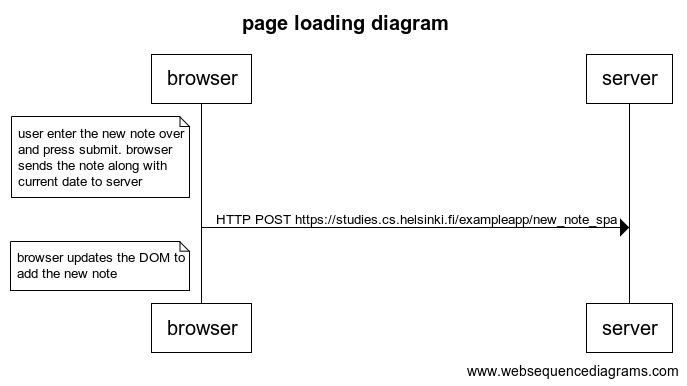 page loading diagram
browser
server
user enter the new note over
and press submit. browser
sends the note along with
current date to server
HTTP POST https://studies.cs.helsinki.fi/exampleapp/new_note_spa
browser updates the DOM to
add the new note
browser
server
www.websequencediagrams.com